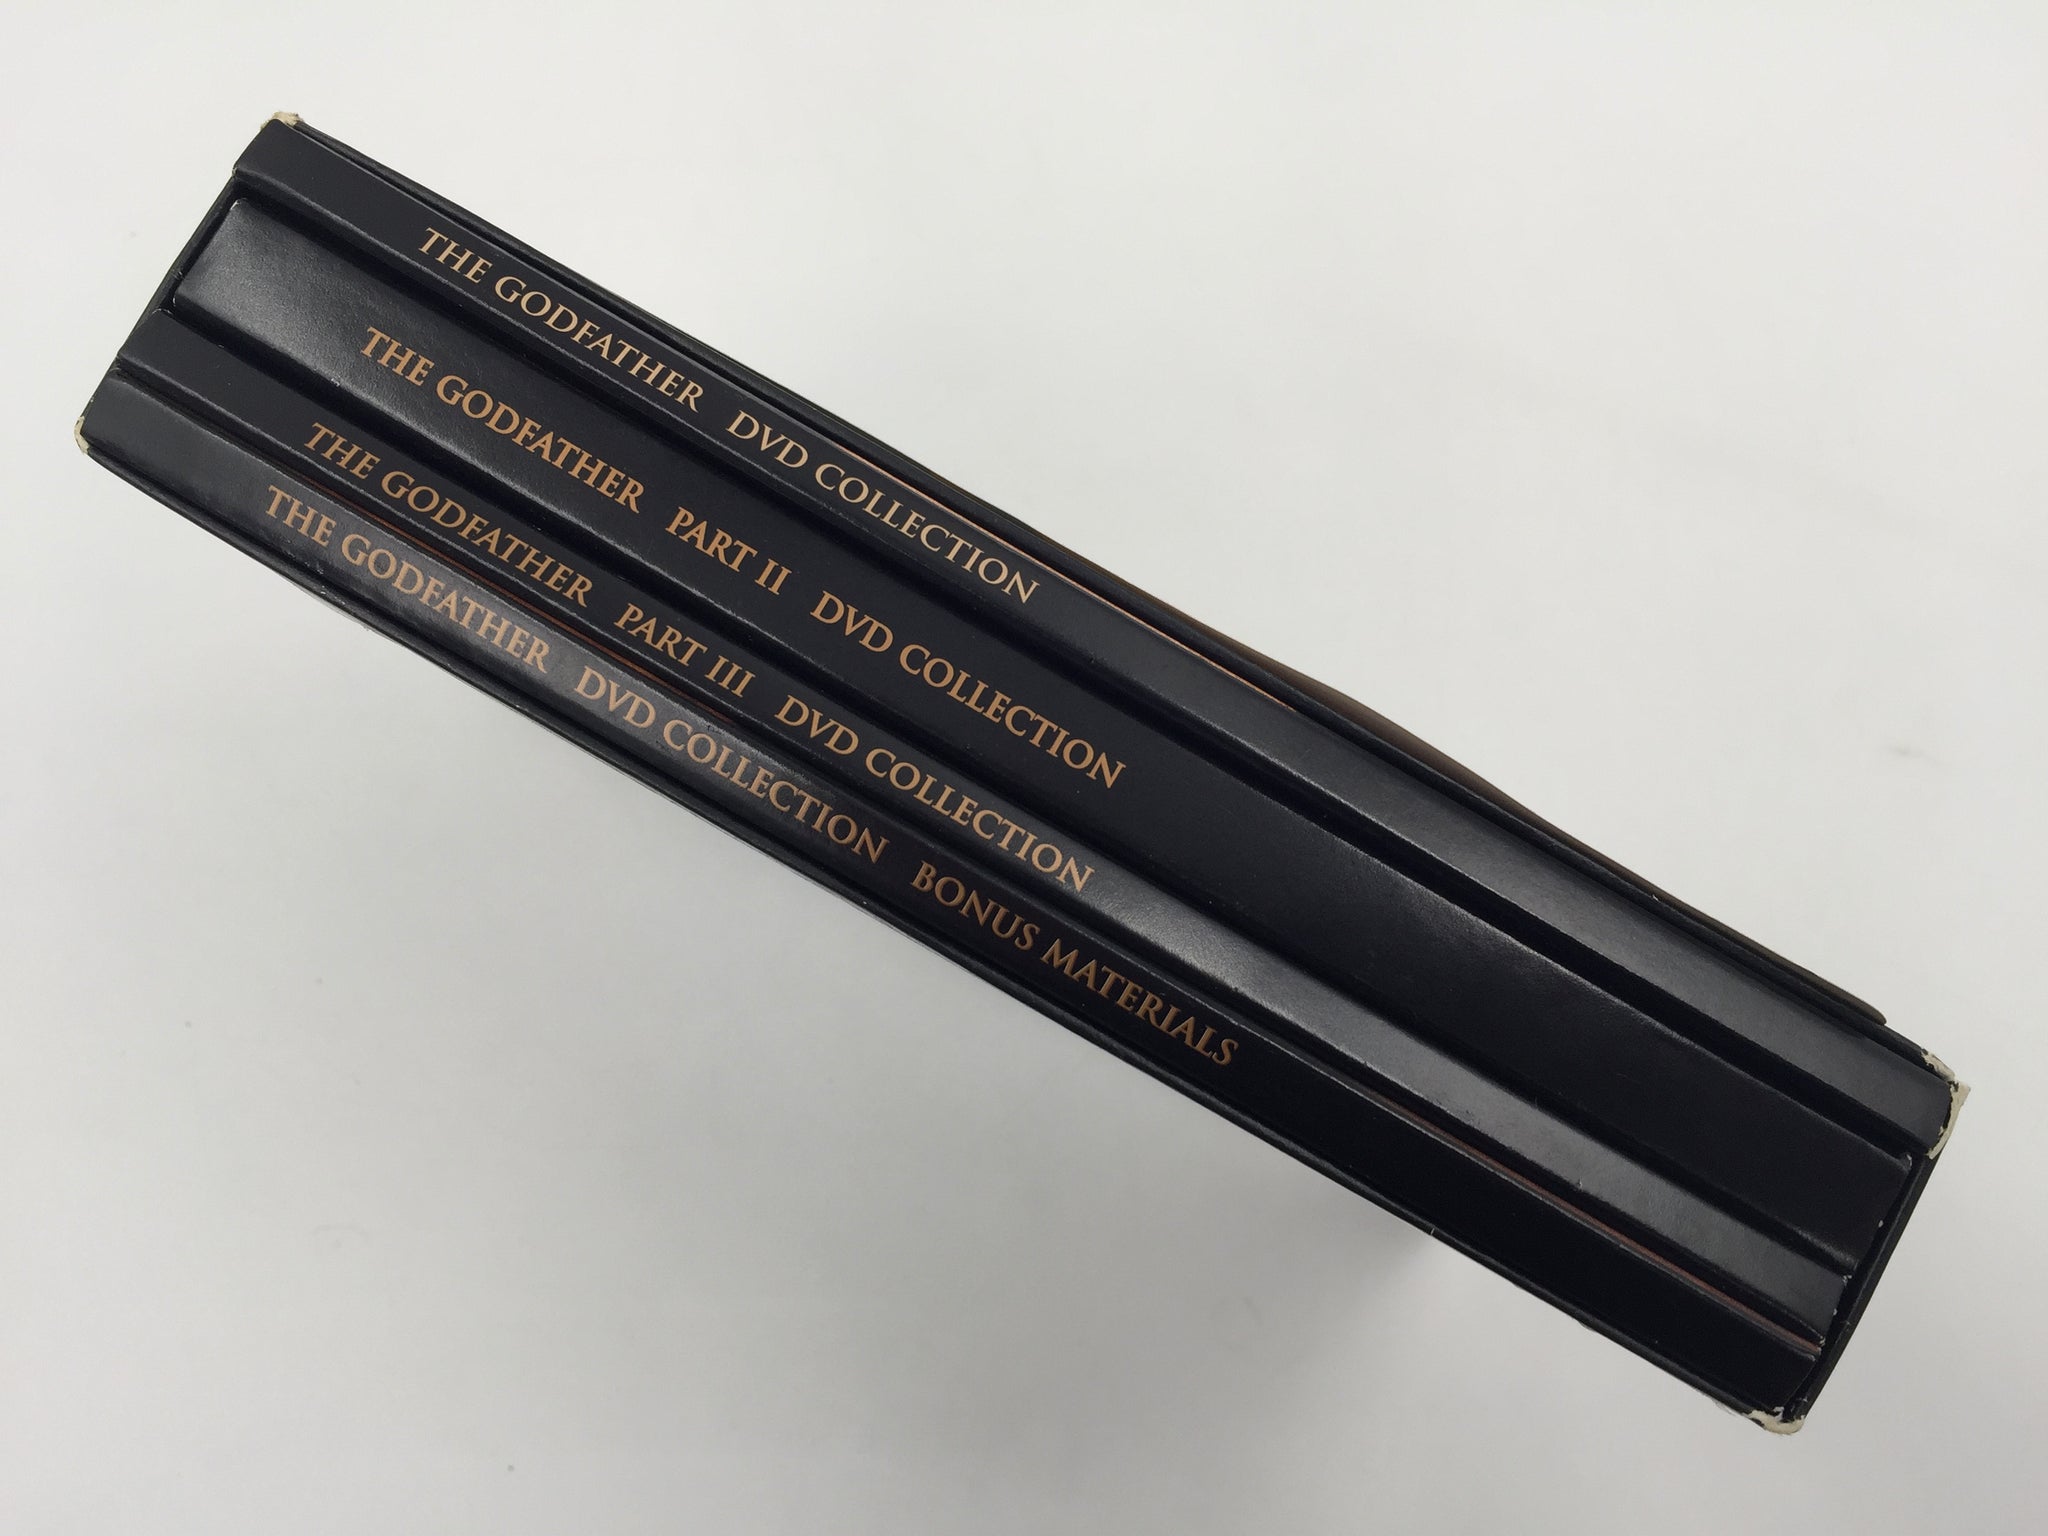 THE GODFATHER DVD COLLECTION
THE GODFATHER PART II DVD COLLECTION
THE GODFATHER PART III DVD COLLECTION
THE GODFATHER DVD COLLECTION BONUS MATERIALS